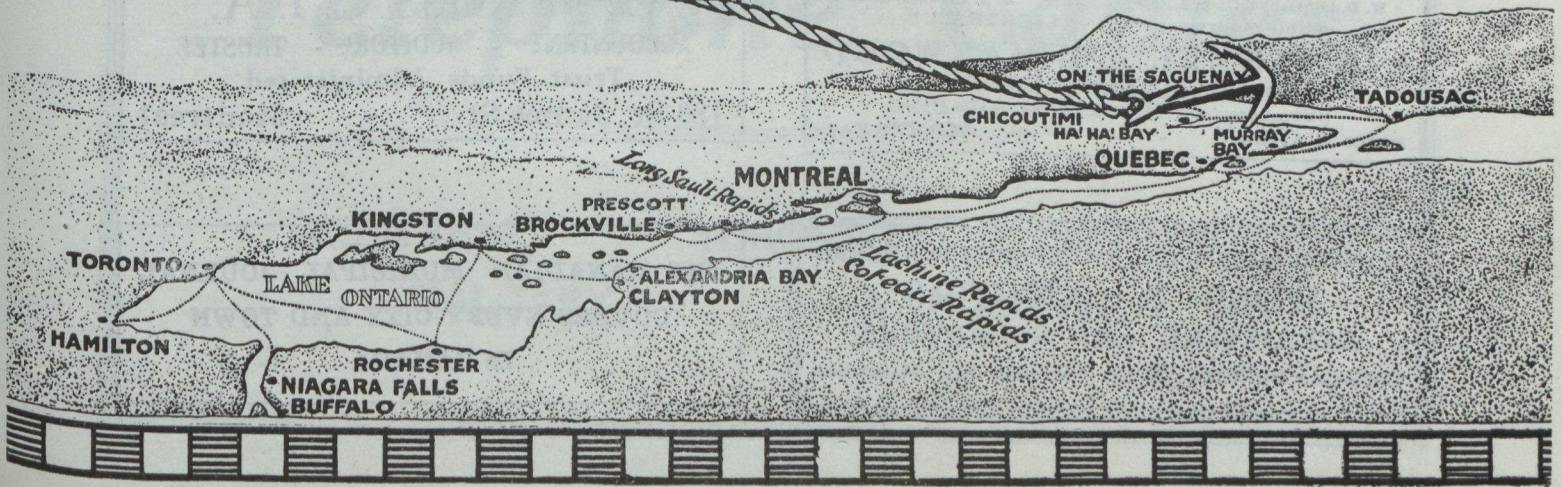 ON THE SAGUENAY
TADOUSAC
CHICOUTIMI
HA! HA! BAY
MURRAY
BAY
QUEBEC
Long Sault Rapids
MONTREAL
PRESCOTT
BROCKVILLE
KINGSTON
TORONTO
LAKE
ONTARIO
ALEXANDRIA BAY
CLAYTON
Lachine Rapids
Coteau Rapids
HAMILTON
ROCHESTER
NIAGARA FALLS
BUFFALO